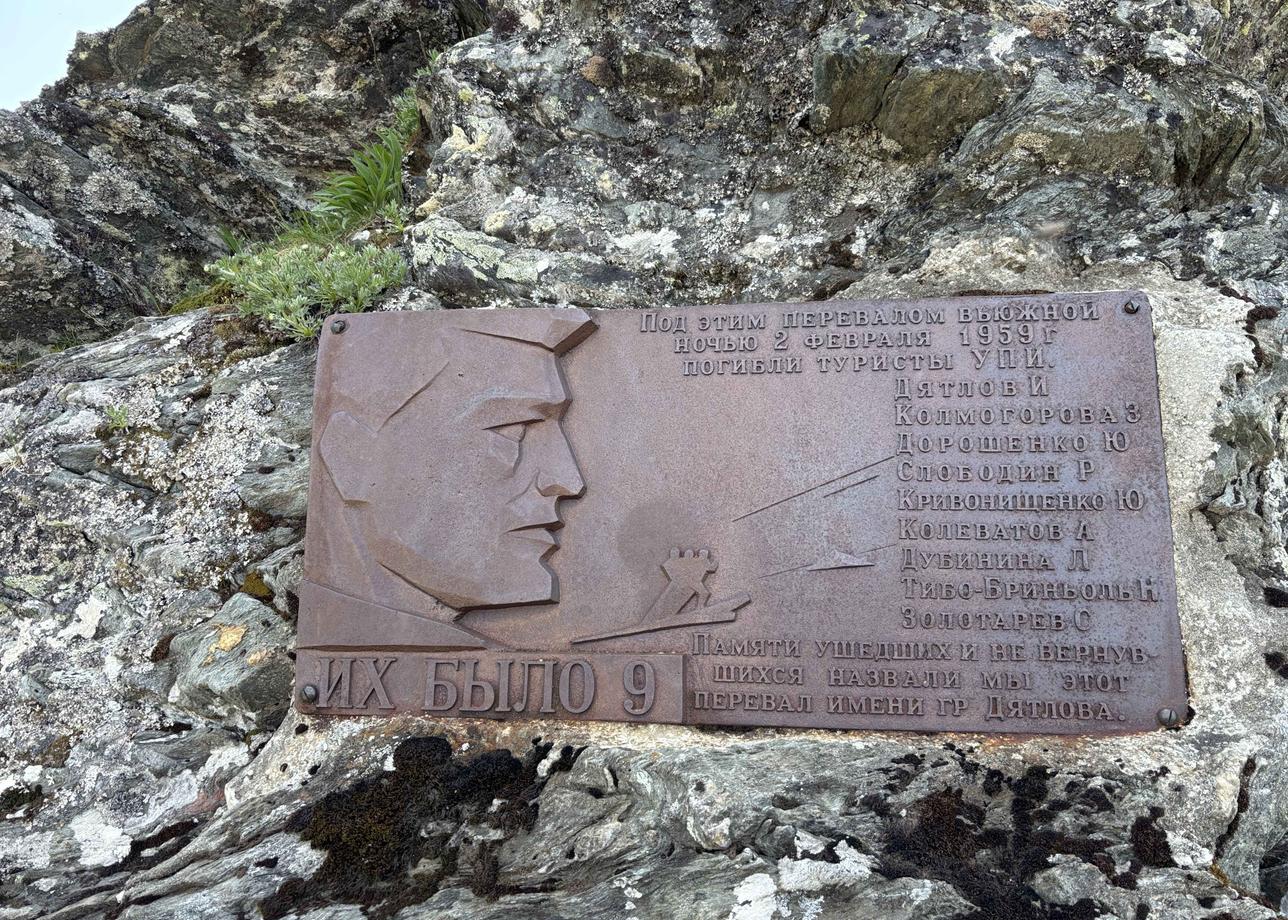 Под этим перевалом вьюжной
ночью 2 февраля 1959 г
погибли туристы УПИ.
Дятлов И
Колмогорова З
Дорошенко Ю
Слободин Р
Кривонищенко Ю
Колеватов А
Дубинина Л
Тибо-Бриньоль Н
Золотарев С
Памяти ушедших и не вернув-
шихся назвали мы этот
перевал имени гр Дятлова.
ИХ БЫЛО 9